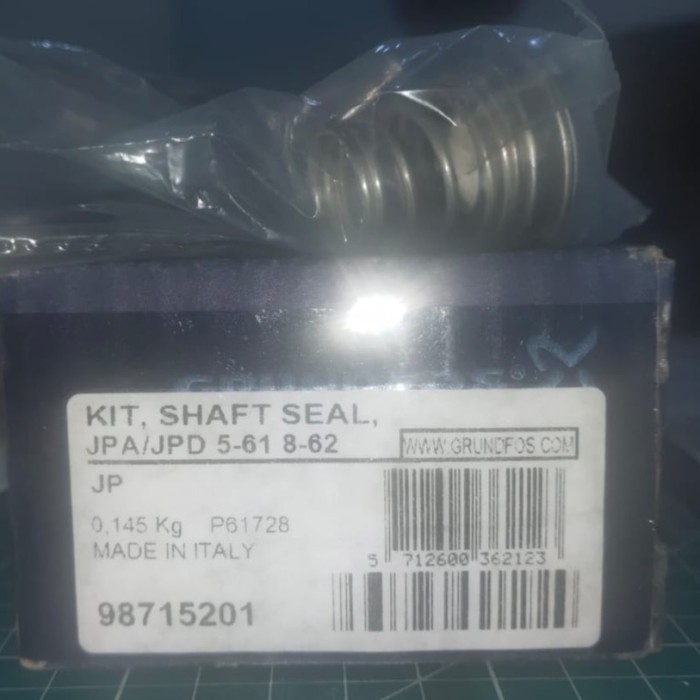 GRUNDFOS®
KIT, SHAFT SEAL,
JPA/JPD 5-61 8-62
WWW.GRUNDFOS.COM
JP
0,145 Kg P61728
MADE IN ITALY
5 712600 362123
98715201